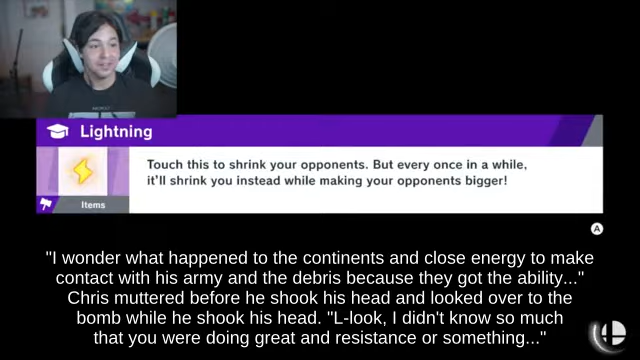 Lightning
Touch this to shrink your opponents. But every once in a while,
it'll shrink you instead while making your opponents bigger!
Items
A
"I wonder what happened to the continents and close energy to make
contact with his army and the debris because they got the ability..."
Chris muttered before he shook his head and looked over to the
bomb while he shook his head. "L-look, I didn't know so much
that you were doing great and resistance or something..."